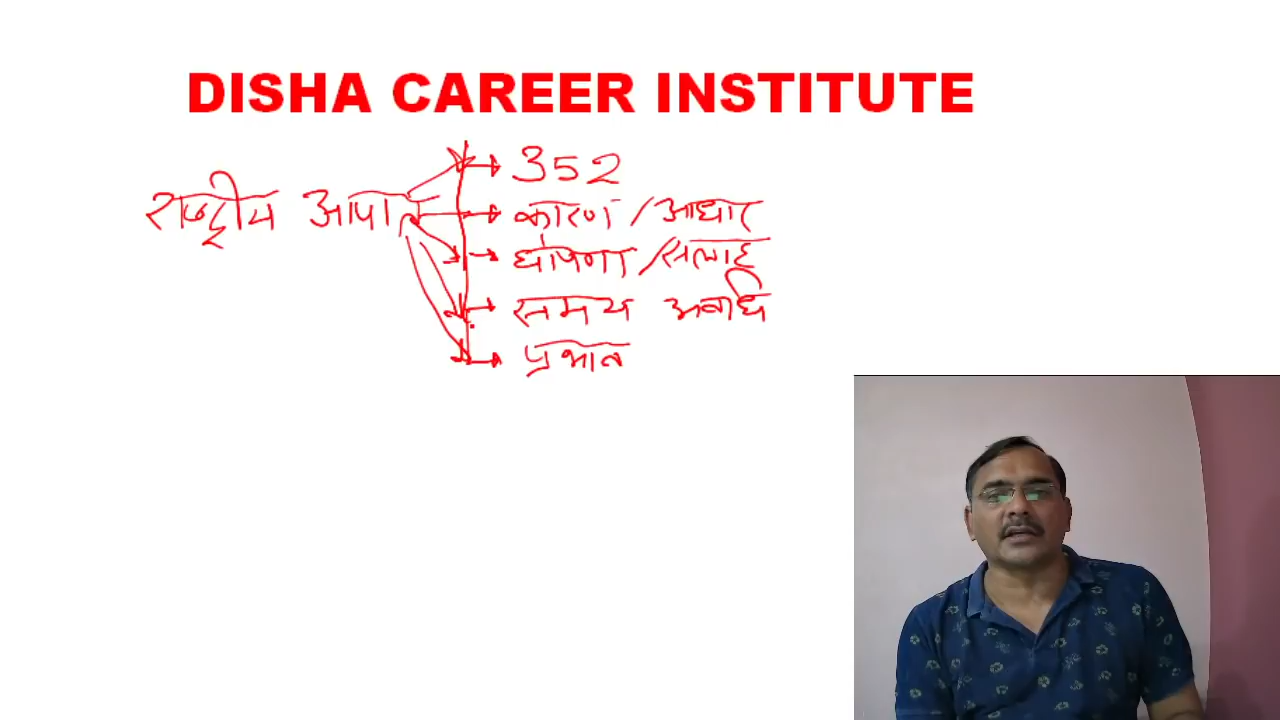 DISHA CAREER INSTITUTE
राष्ट्रीय आपात
352
कारण / आधार
घोषणा / सलाह
समय अवधि
प्रभाव